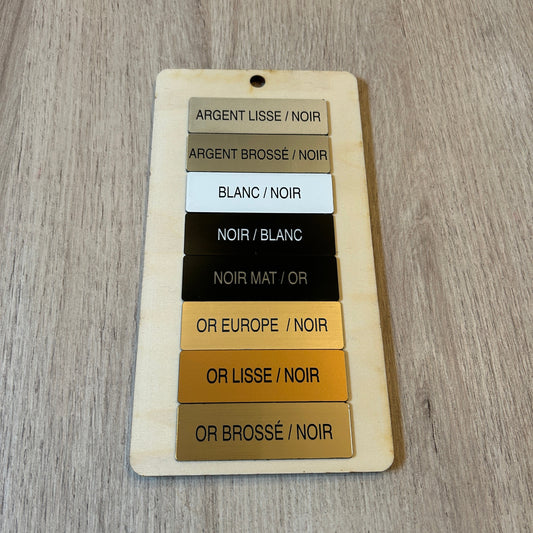 ARGENT LISSE / NOIR
ARGENT BROSSÉ / NOIR
BLANC / NOIR
NOIR / BLANC
NOIR MAT / OR
OR EUROPE / NOIR
OR LISSE / NOIR
OR BROSSÉ / NOIR